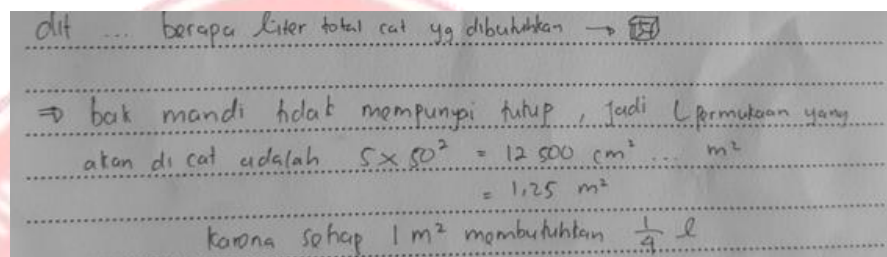 dit ... berapa liter total cat yg dibutuhkan →
⇒ bak mandi tidak mempunyai tutup, jadi L permukaan yang
akan di cat adalah 5 × 50² = 12 500 cm² ... m²
= 1,25 m²
karena setiap 1 m² membutuhkan 1/4 l